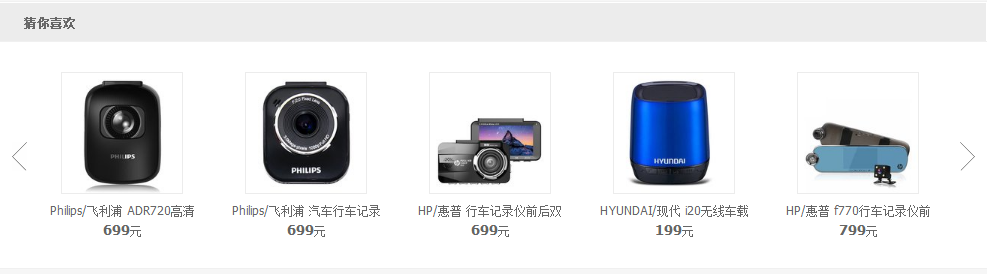 猜你喜欢
PHILIPS
PHILIPS
HYUNDAI
Philips/飞利浦 ADR720高清
699元
Philips/飞利浦 汽车行车记录
699元
HP/惠普 行车记录仪前后双
699元
HYUNDAI/现代 i20无线车载
199元
HP/惠普 f770行车记录仪前
799元